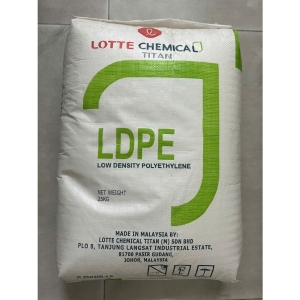 LOTTE CHEMICAL
TITAN
LDPE
LOW DENSITY POLYETHYLENE
NET WEIGHT
25KG
MADE IN MALAYSIA BY:
LOTTE CHEMICAL TITAN (M) SDN BHD
PLO 8, TANJUNG LANGSAT INDUSTRIAL ESTATE,
81700 PASIR GUDANG,
JOHOR, MALAYSIA